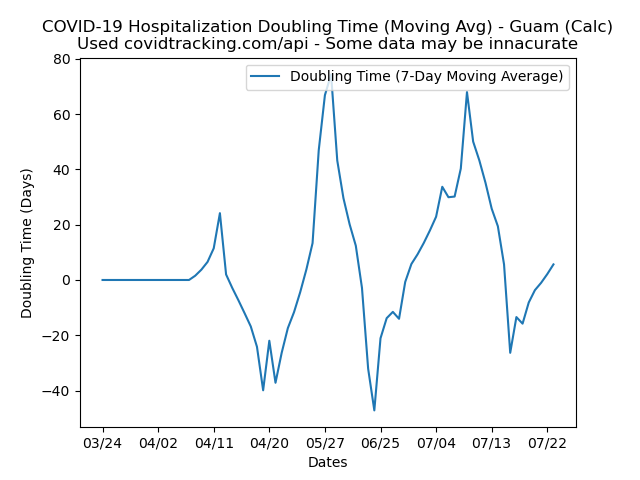 COVID-19 Hospitalization Doubling Time (Moving Avg) - Guam (Calc)
Used covidtracking.com/api - Some data may be innacurate
Doubling Time (7-Day Moving Average)
Doubling Time (Days)
80
60
40
20
0
−20
−40
03/24 04/02 04/11 04/20 05/27 06/25 07/04 07/13 07/22
Dates